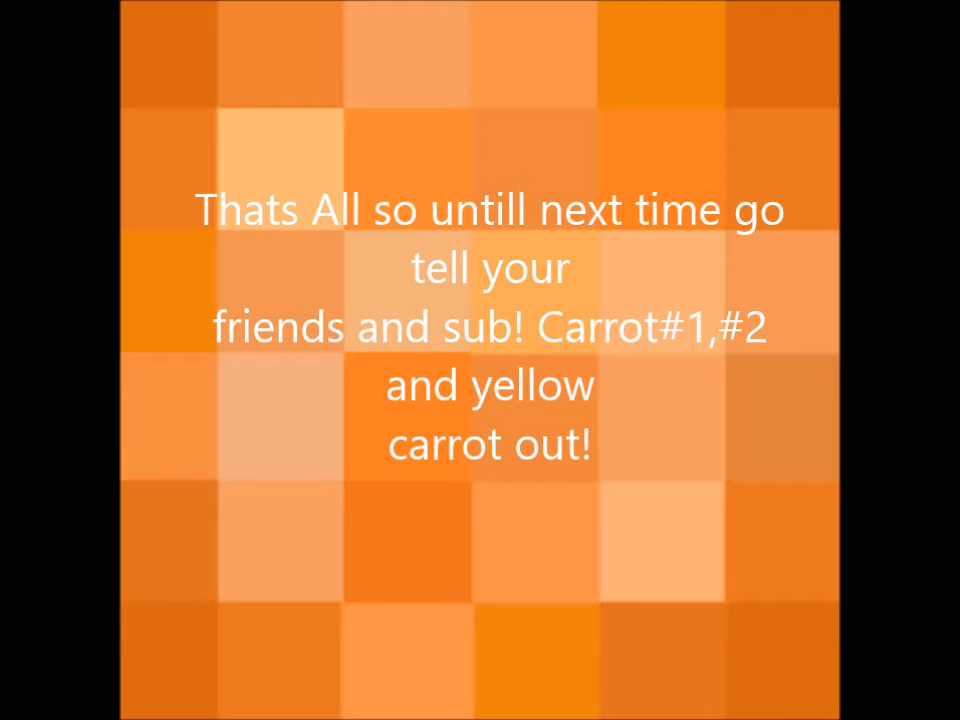 Thats All so untill next time go
tell your
friends and sub! Carrot#1,#2
and yellow
carrot out!